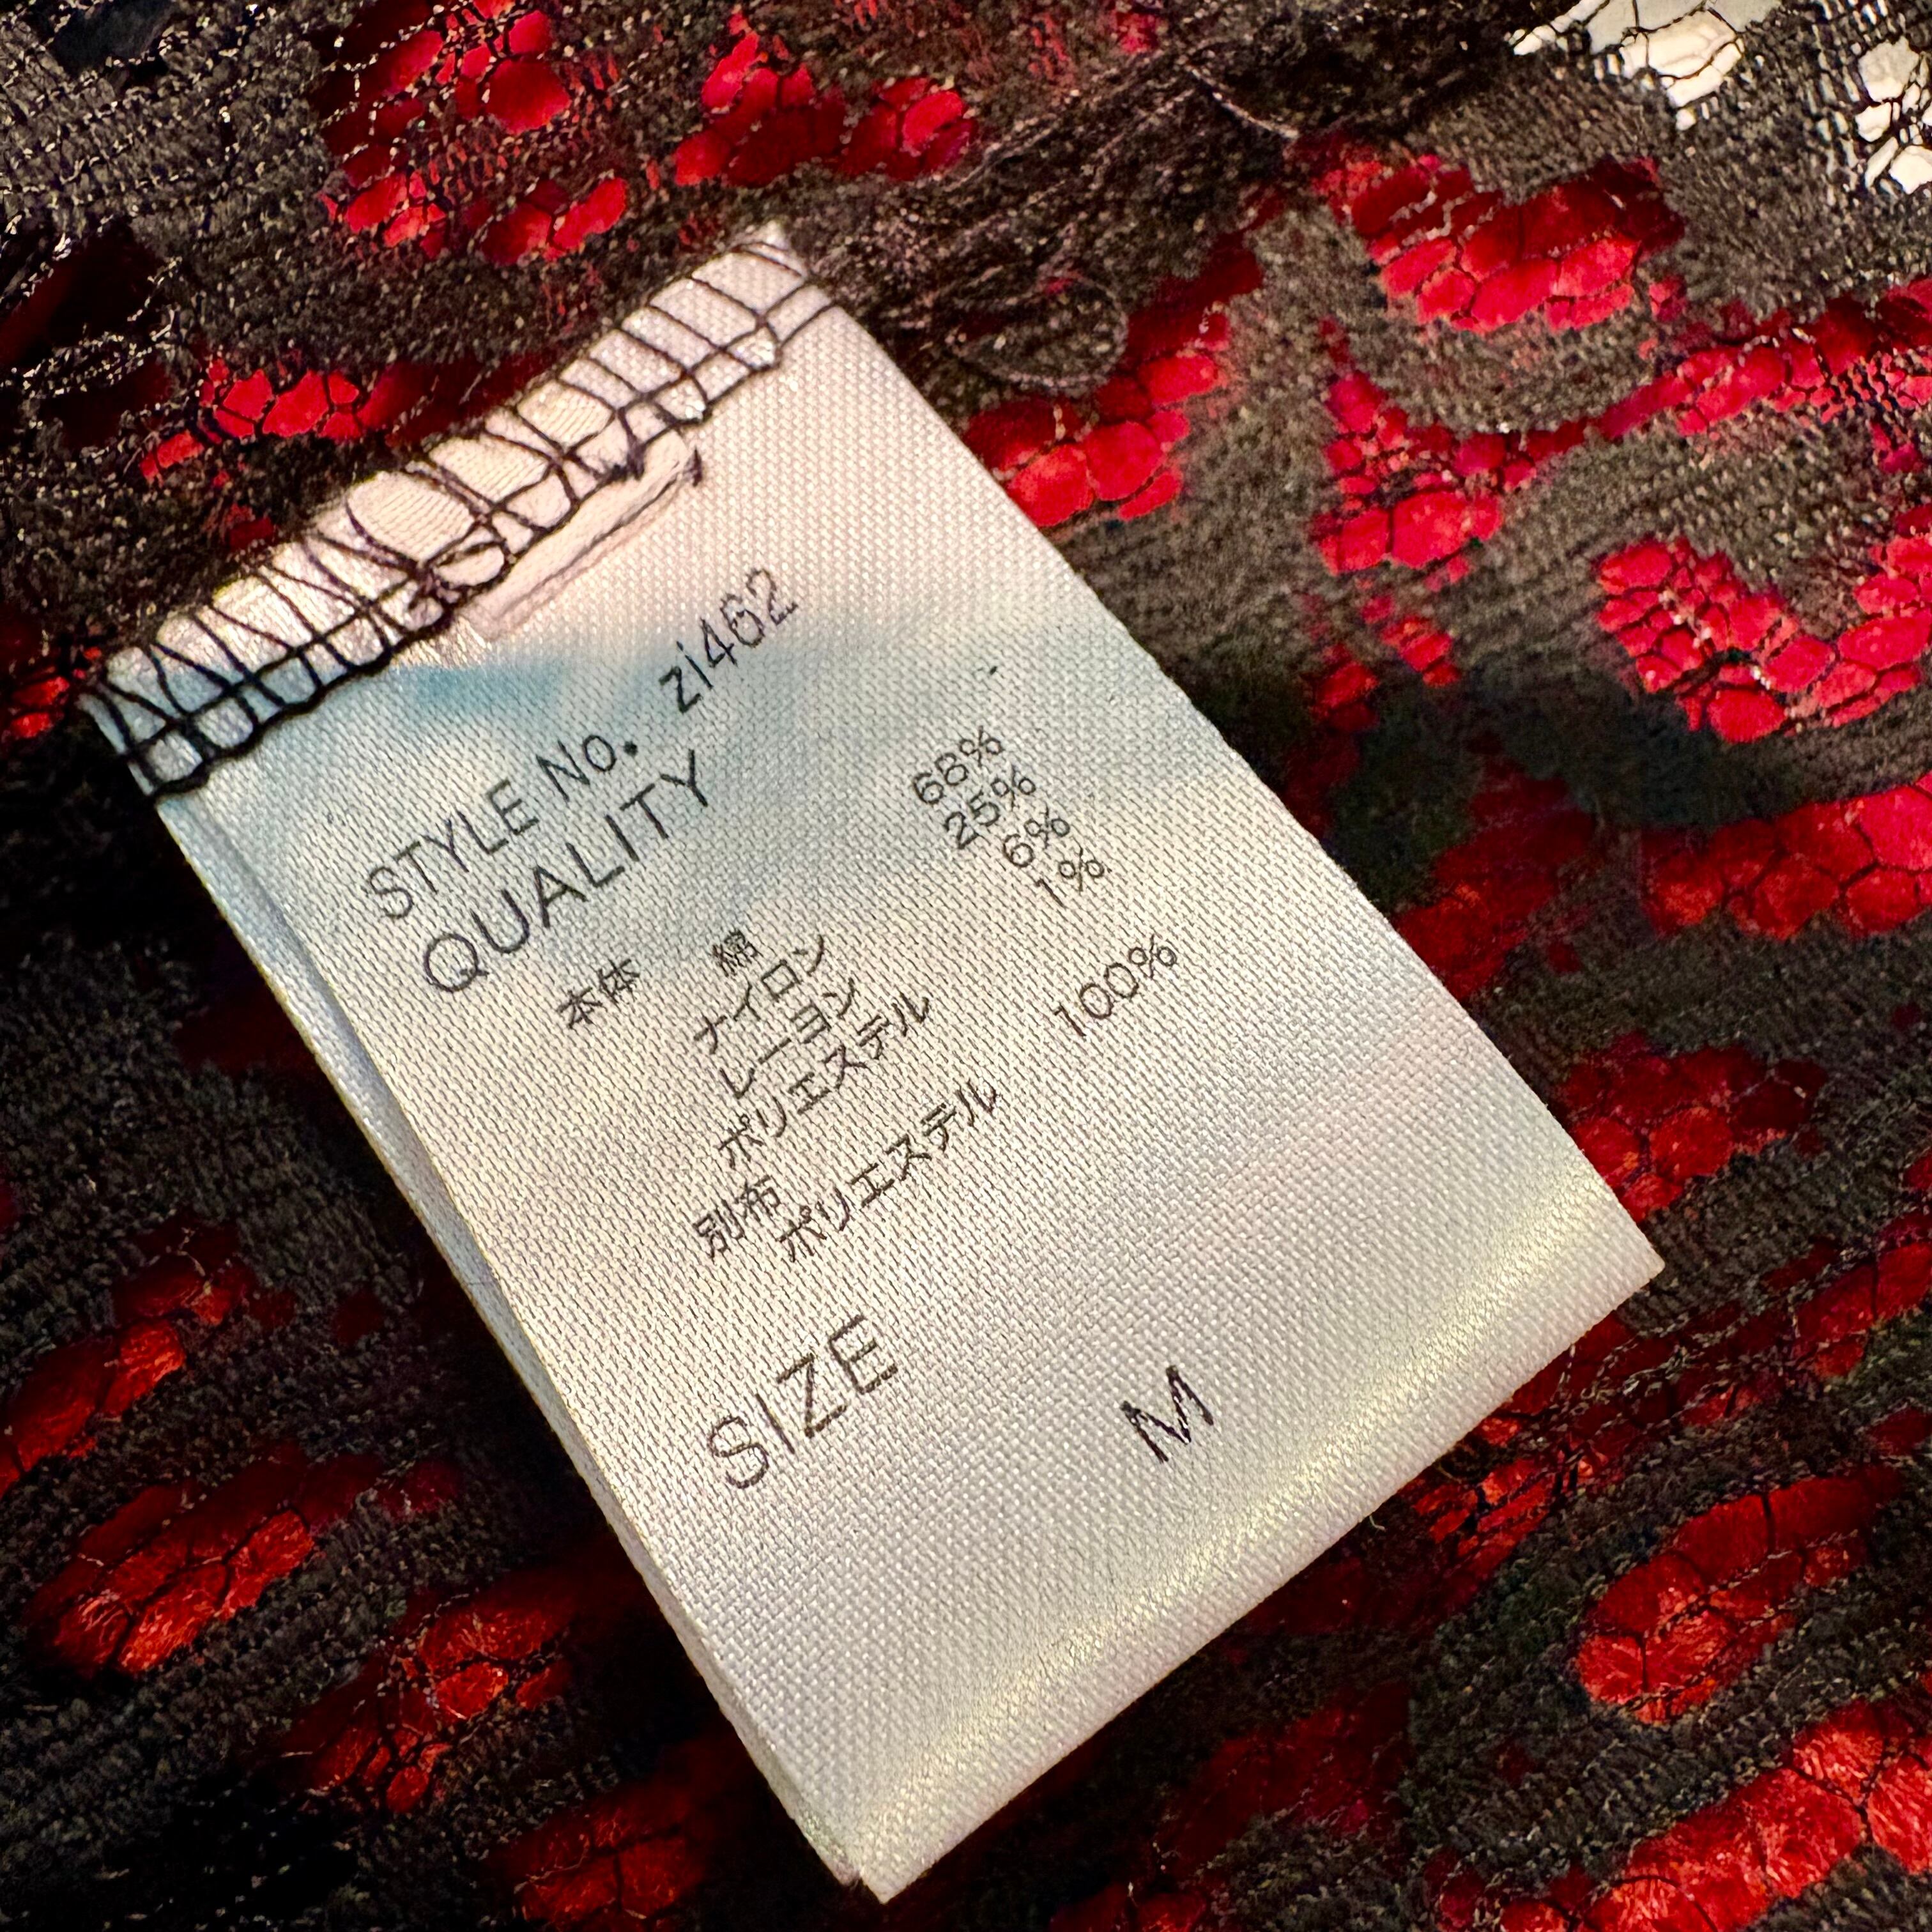 STYLE No. zi462
QUALITY
本体 綿 68%
ナイロン 25%
レーヨン 6%
ポリエステル 1%
別布
ポリエステル 100%
SIZE M